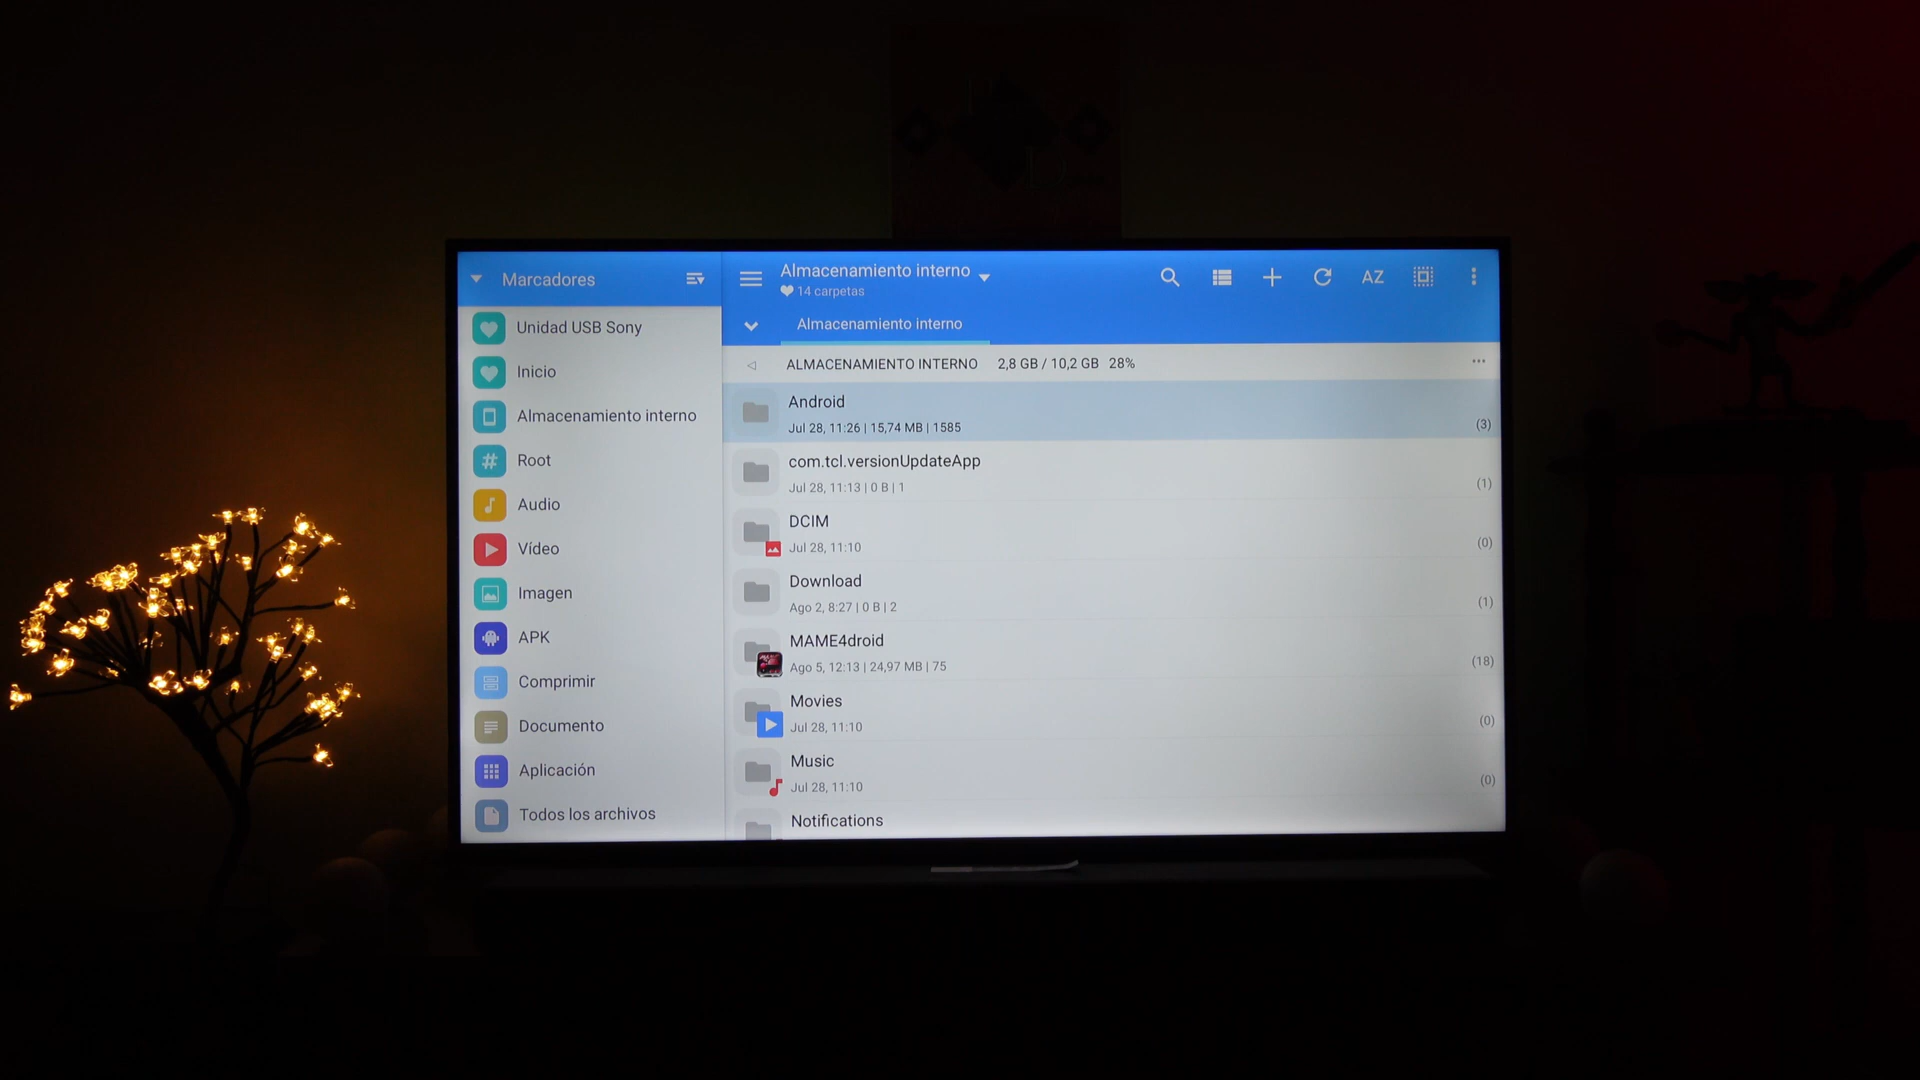 Marcadores
Unidad USB Sony
Inicio
Almacenamiento interno
Root
Audio
Vídeo
Imagen
APK
Comprimir
Documento
Aplicación
Todos los archivos
Almacenamiento interno
14 carpetas
AZ
Almacenamiento interno
ALMACENAMIENTO INTERNO 2,8 GB / 10,2 GB 28%
Android
Jul 28, 11:26 | 15,74 MB | 1585
(3)
com.tcl.versionUpdateApp
Jul 28, 11:13 | 0 B | 1
(1)
DCIM
Jul 28, 11:10
(0)
Download
Ago 2, 8:27 | 0 B | 2
(1)
MAME4droid
Ago 5, 12:13 | 24,97 MB | 75
(18)
Movies
Jul 28, 11:10
(0)
Music
Jul 28, 11:10
(0)
Notifications